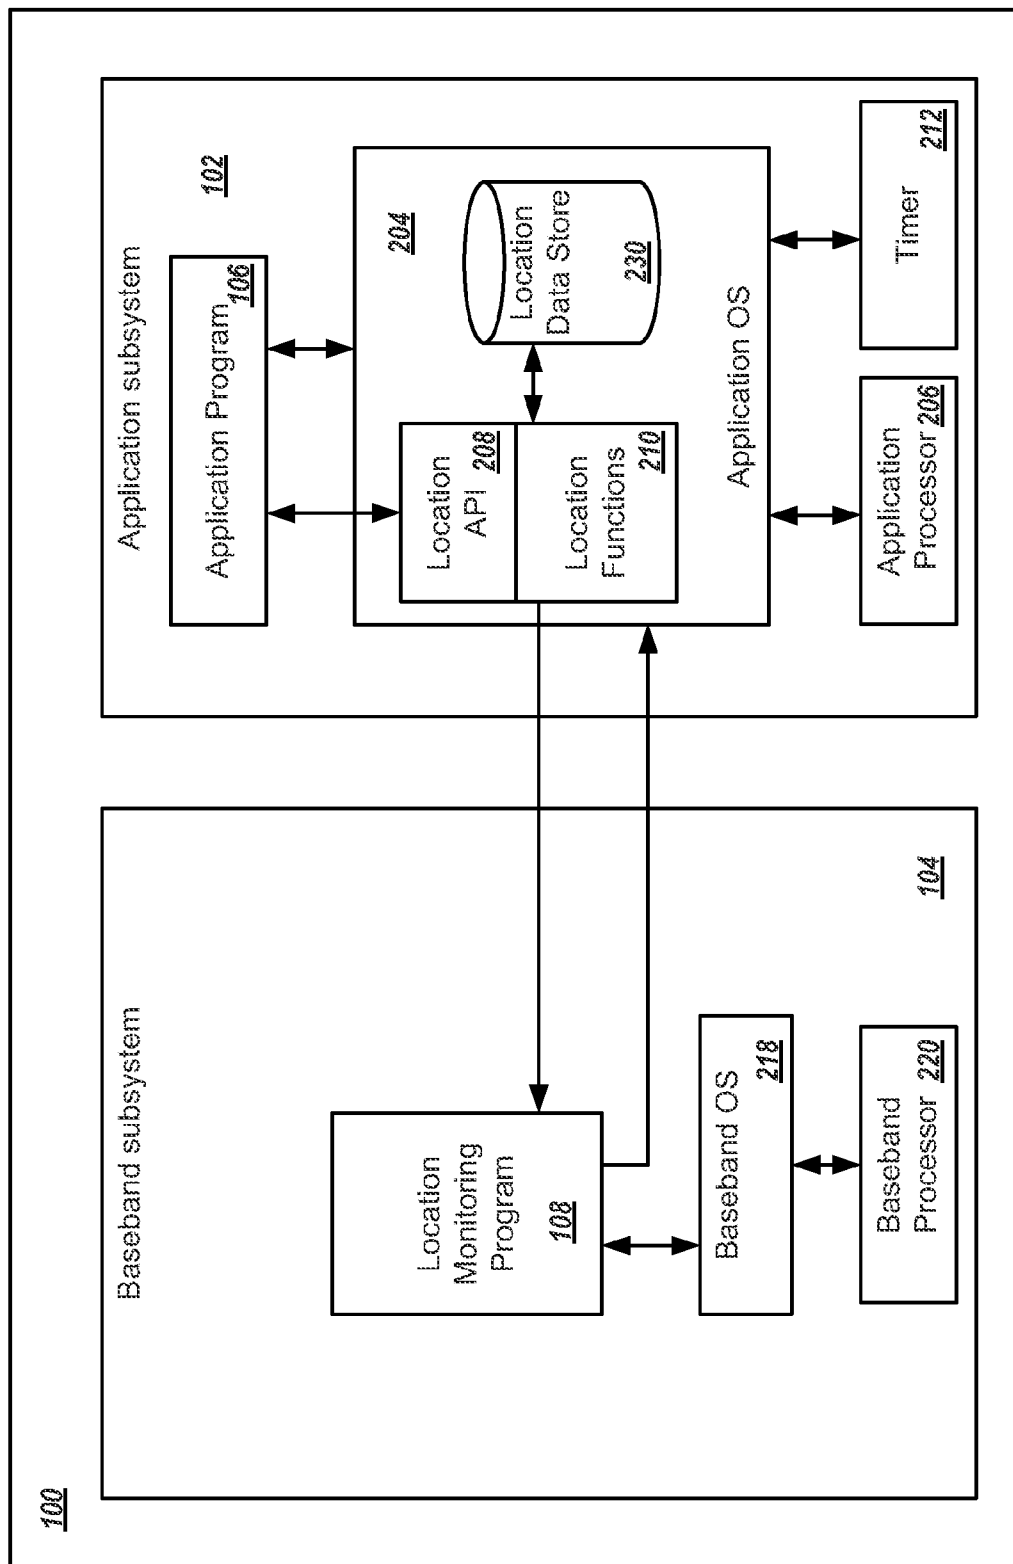 100
Baseband subsystem
Location
Monitoring
Program
108
Baseband OS
218
Baseband
Processor
220
104
Application subsystem
102
Application Program
106
204
Location
API
208
Location
Functions
210
Location
Data Store
230
Application OS
Application
Processor
206
Timer
212